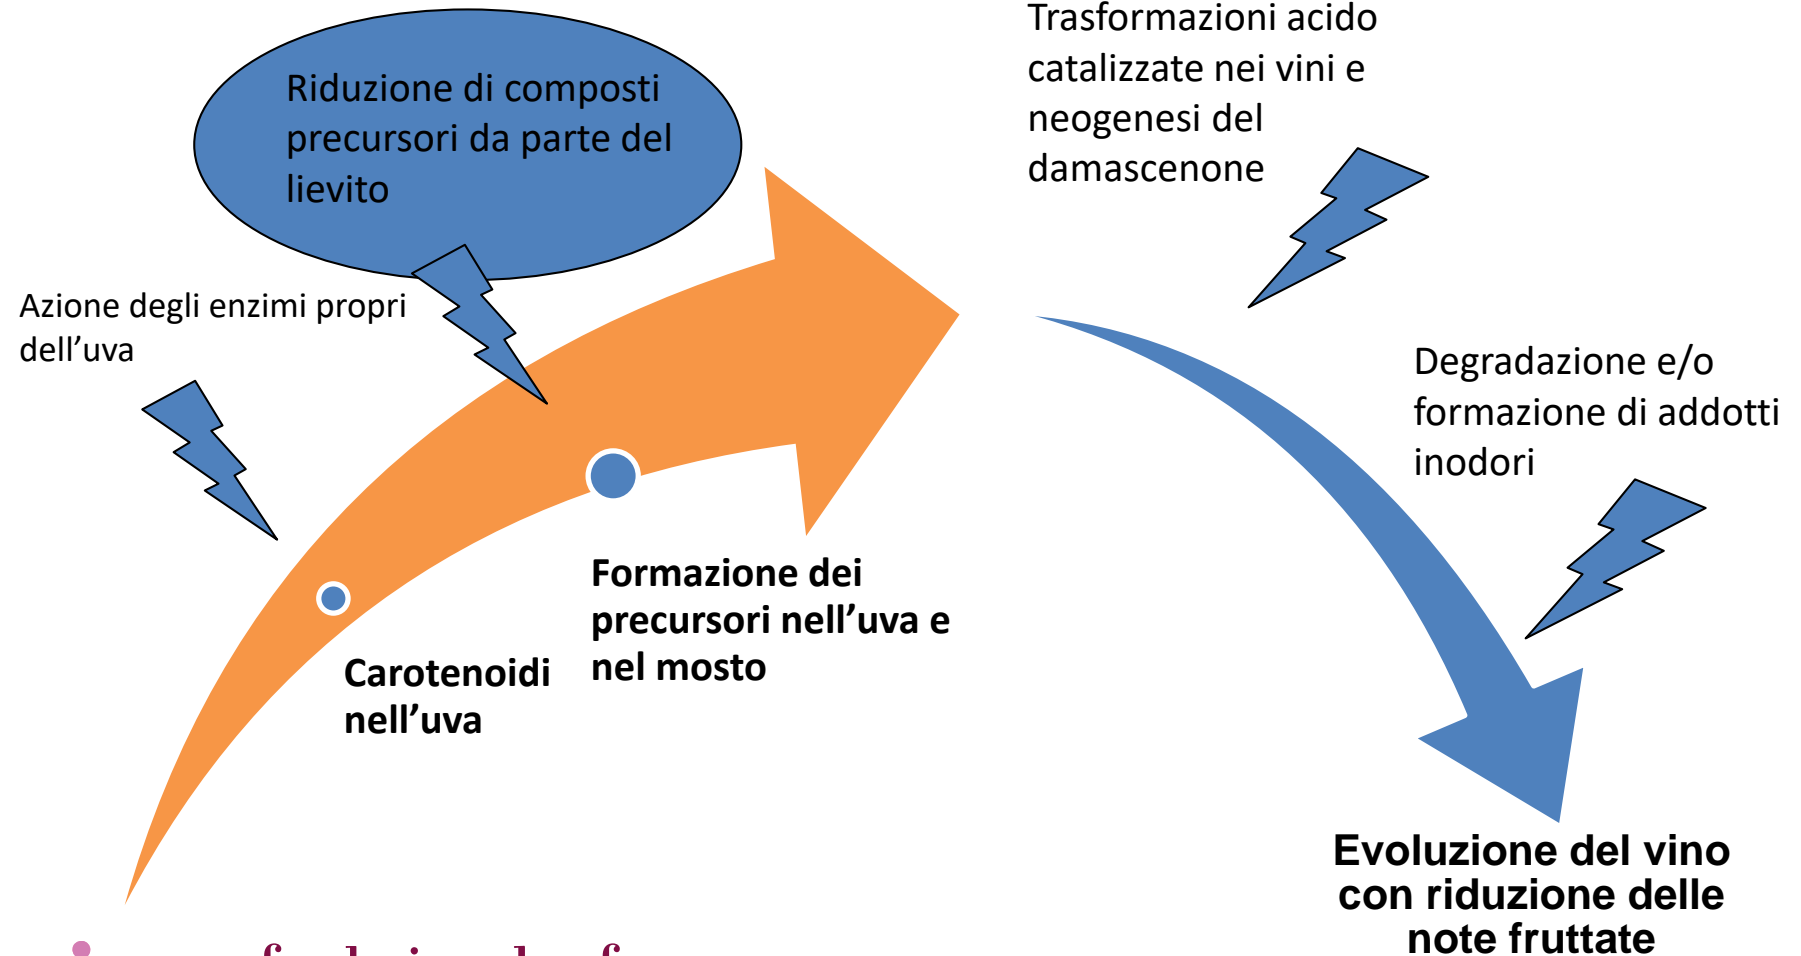 Trasformazioni acido
catalizzate nei vini e
neogenesi del
damascenone
Riduzione di composti
precursori da parte del
lievito
Azione degli enzimi propri
dell’uva
Degradazione e/o
formazione di addotti
inodori
Formazione dei
precursori nell’uva e
nel mosto
Carotenoidi
nell’uva
Evoluzione del vino
con riduzione delle
note fruttate